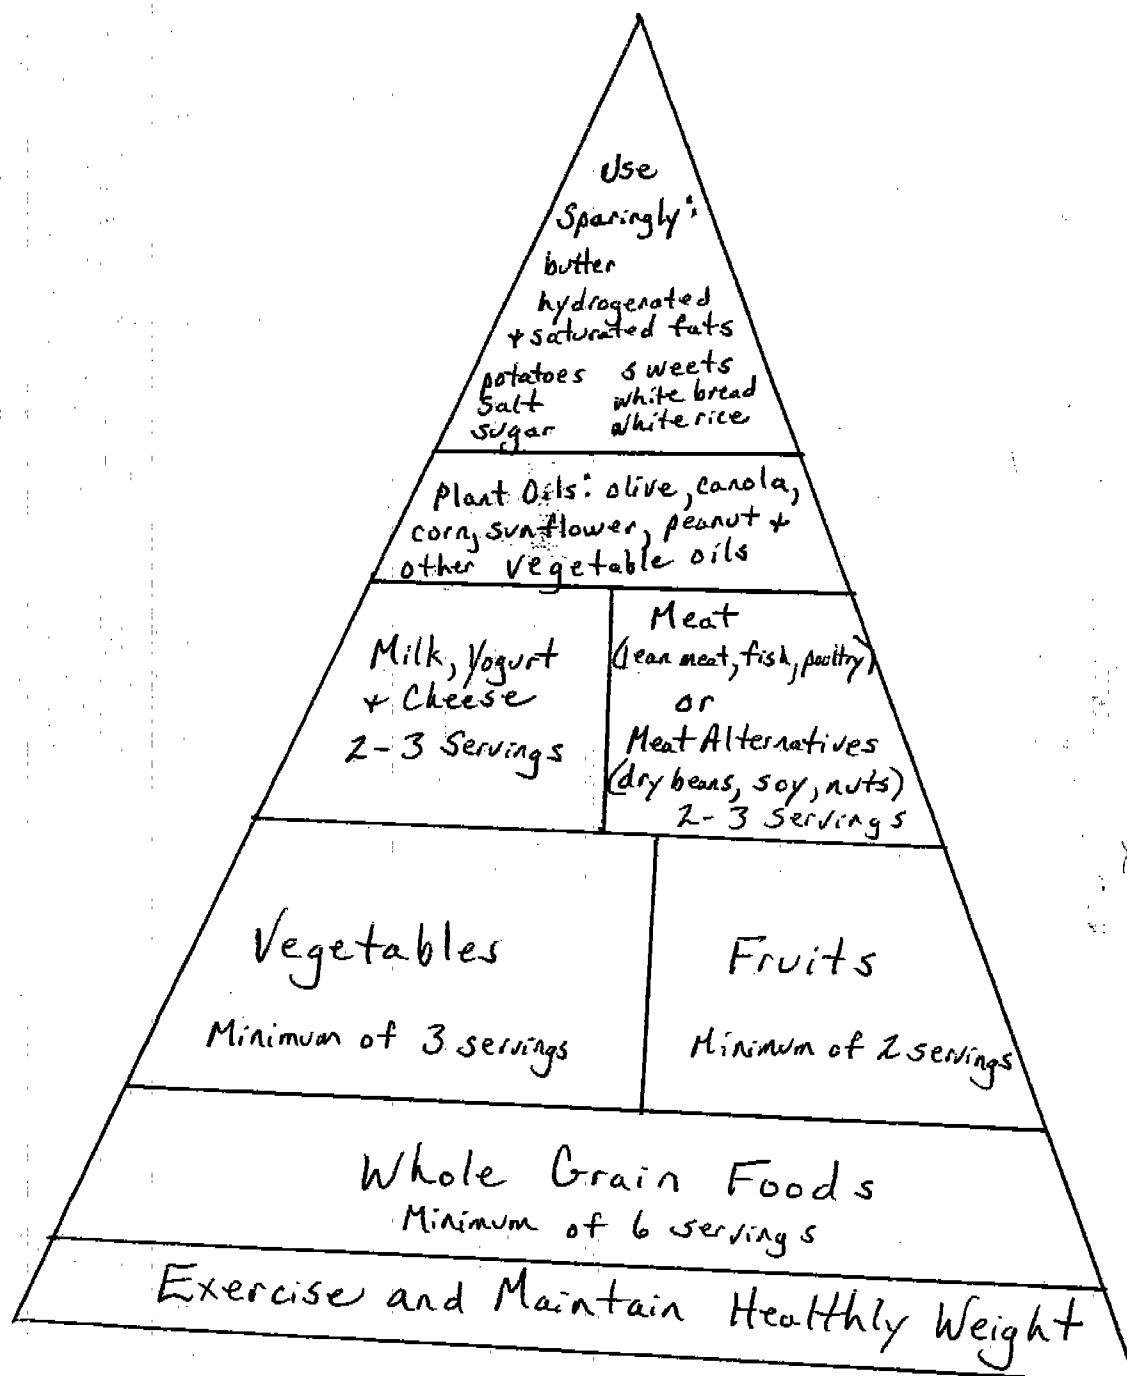 Use
Sparingly:
butter
hydrogenated
+ saturated fats
potatoes sweets
salt white bread
sugar white rice
Plant Oils: olive, canola,
corn, sunflower, peanut +
other vegetable oils
Milk, Yogurt
+ Cheese
2-3 Servings
Meat
(lean meat, fish, poultry)
or
Meat Alternatives
(dry beans, soy, nuts)
2-3 Servings
Vegetables
Minimum of 3 servings
Fruits
Minimum of 2 servings
Whole Grain Foods
Minimum of 6 servings
Exercise and Maintain Healthly Weight